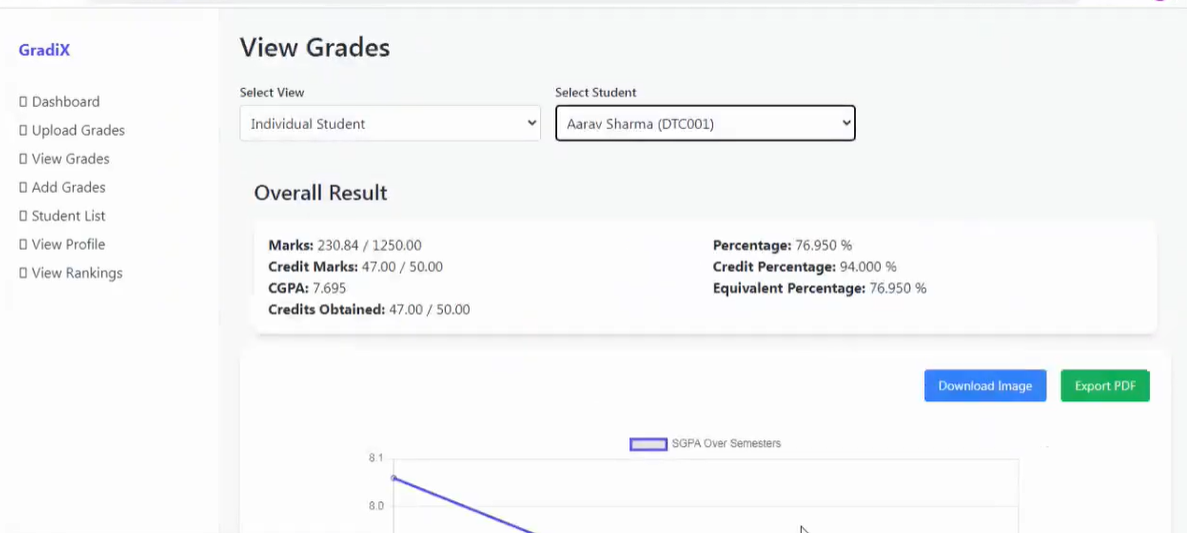 GradiX
Dashboard
Upload Grades
View Grades
Add Grades
Student List
View Profile
View Rankings
View Grades
Select View
Select Student
Individual Student
Aarav Sharma (DTC001)
Overall Result
Marks: 230.84 / 1250.00
Percentage: 76.950 %
Credit Marks: 47.00 / 50.00
Credit Percentage: 94.000 %
CGPA: 7.695
Equivalent Percentage: 76.950 %
Credits Obtained: 47.00 / 50.00
Download Image
Export PDF
SGPA Over Semesters
8.1
8.0